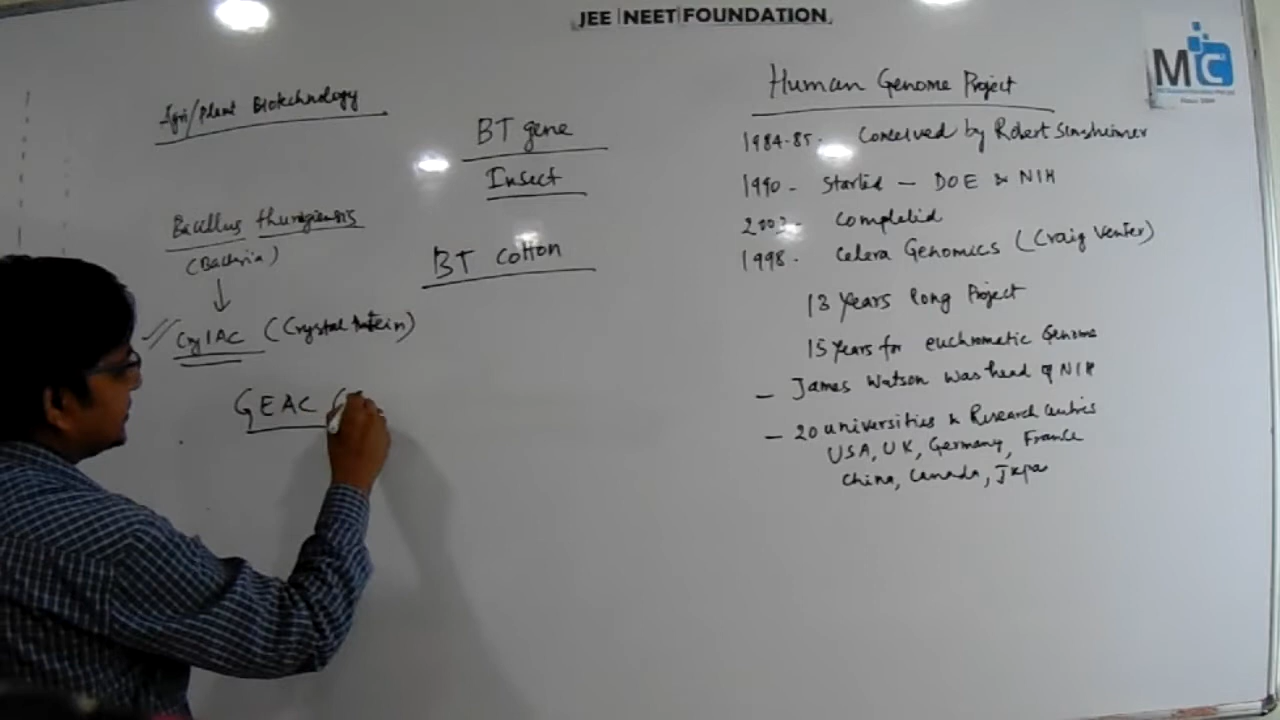 JEE | NEET | FOUNDATION
MC
Agri/plant Biotechnology
BT gene
Insect
Bacillus thuringiensis
(Bacteria)
BT cotton
Cry1AC (Crystal Protein)
GEAC (
Human Genome Project
1984-85. Conceived by Robert Sinsheimer
1990 - Started - DOE & NIH
2003 - Completed
1998. Celera Genomics (Craig Venter)
13 Years long Project
15 Years for euchromatic Genome
- James Watson was head of NIH
- 20 universities & Research centres
USA, UK, Germany, France
China, Canada, Japa